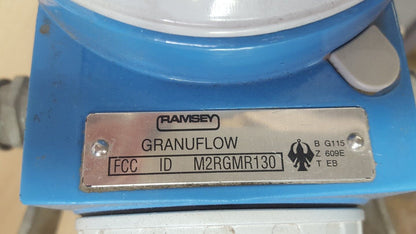 RAMSEY
GRANUFLOW
FCC ID M2RGMR130
B G115
Z 609E
T EB